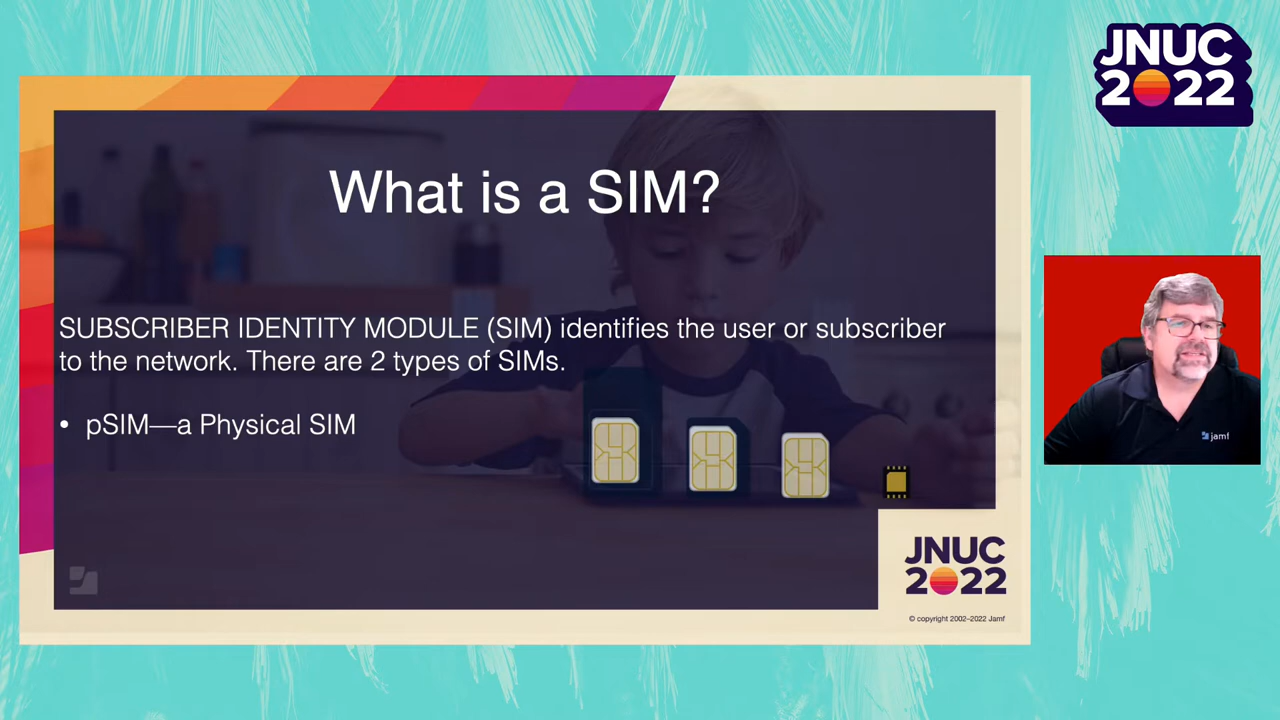 JNUC
2022
What is a SIM?
SUBSCRIBER IDENTITY MODULE (SIM) identifies the user or subscriber
to the network. There are 2 types of SIMs.
• pSIM—a Physical SIM
jamf
JNUC
2022
© copyright 2002–2022 Jamf